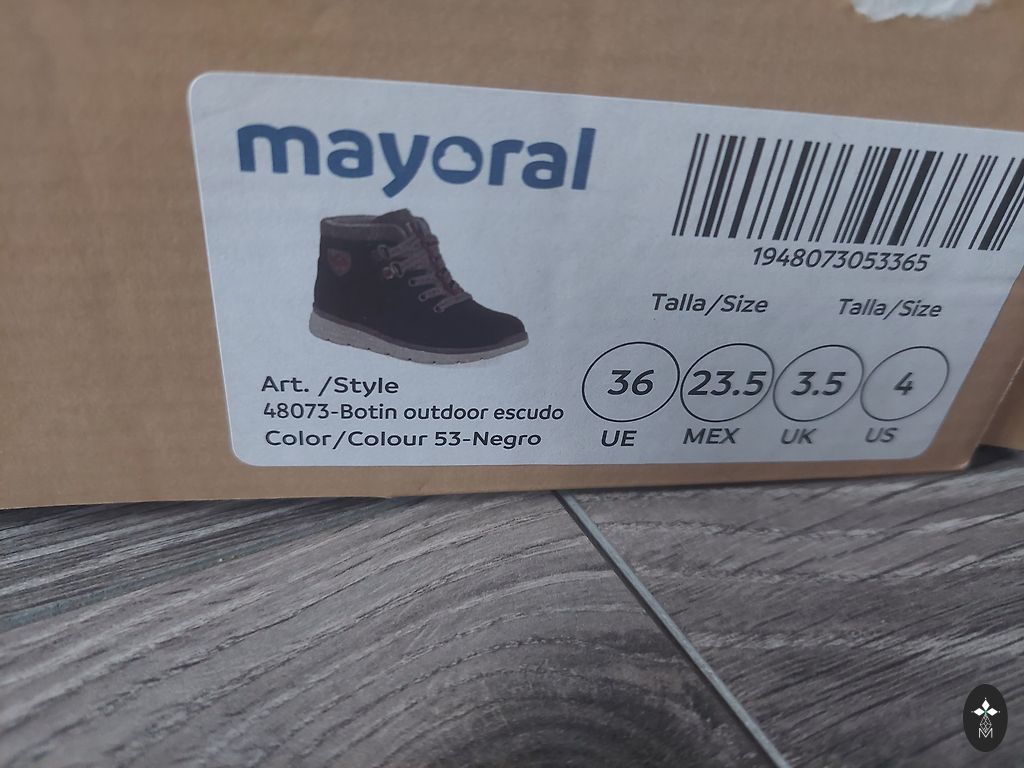 mayoral
1948073053365
Talla/Size Talla/Size
36 23.5 3.5 4
UE MEX UK US
Art. /Style
48073-Botin outdoor escudo
Color/Colour 53-Negro
M